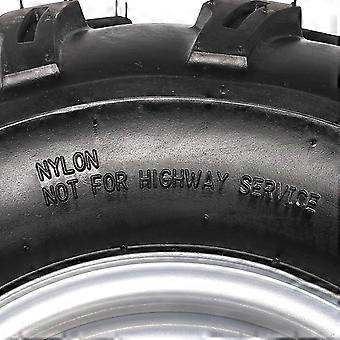 NYLON
NOT FOR HIGHWAY SERVICE